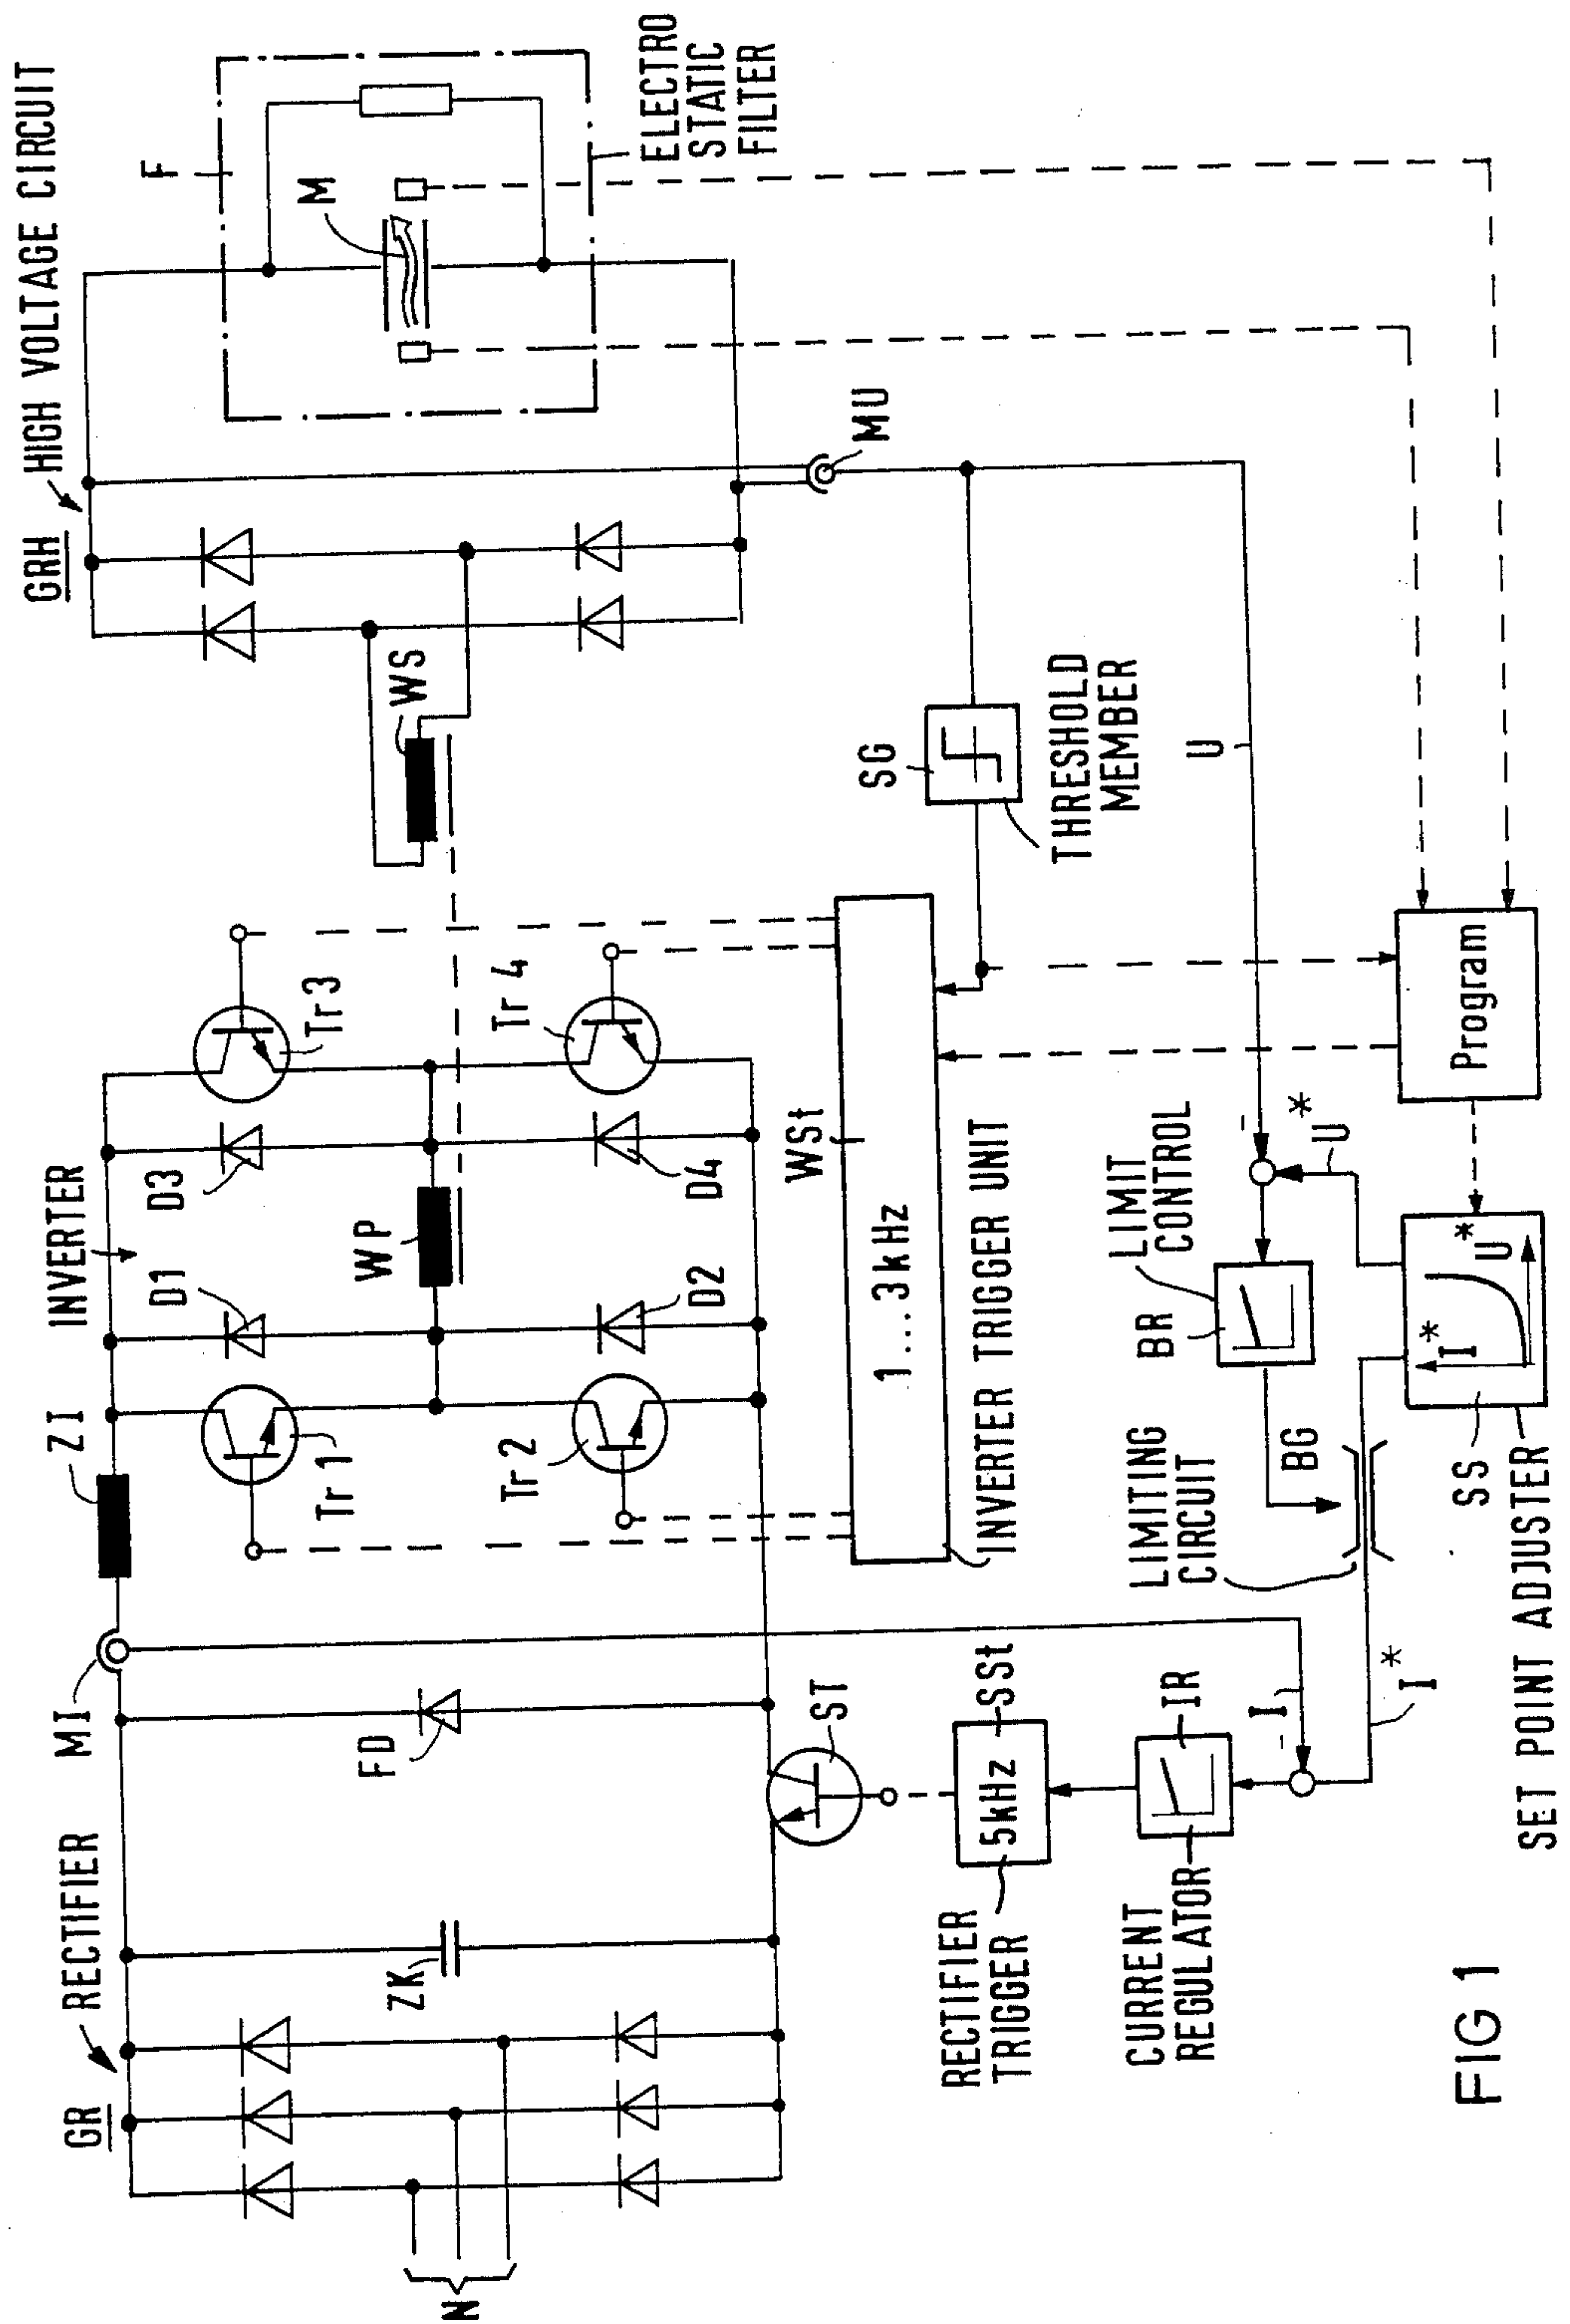 GR
RECTIFIER
N
ZK
FD
MI
ZI
INVERTER
D1
D3
WP
D2
D4
Tr1
Tr2
Tr3
Tr 4
ST
GRH
HIGH VOLTAGE CIRCUIT
WS
F
M
ELECTRO
STATIC
FILTER
MU
SG
THRESHOLD
MEMBER
U
WSt
1...3kHz
INVERTER TRIGGER UNIT
RECTIFIER
TRIGGER
5kHz
SSt
CURRENT
REGULATOR
IR
-I
I*
LIMITING
CIRCUIT
BG
BR
LIMIT
CONTROL
-
U*
I*
U*
SS
SET POINT ADJUSTER
Program
FIG 1